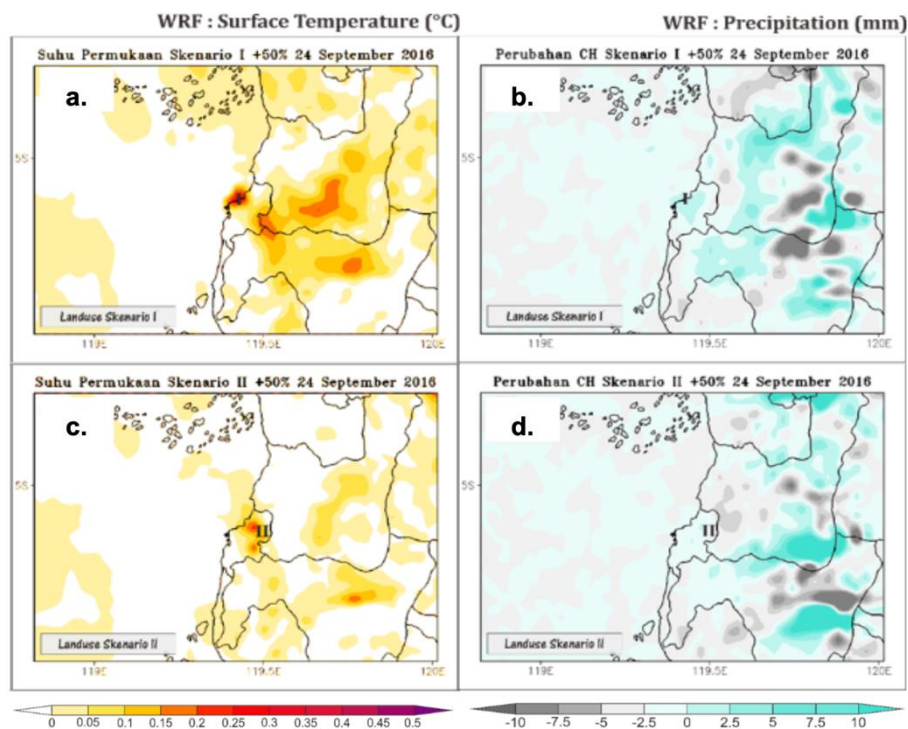 WRF : Surface Temperature (°C)
WRF : Precipitation (mm)
Suhu Permukaan Skenario I +50% 24 September 2016
a.
5S
I
Landuse Skenario I
119E
119.5E
120E
Perubahan CH Skenario I +50% 24 September 2016
b.
5S
I
Landuse Skenario I
119E
119.5E
120E
Suhu Permukaan Skenario II +50% 24 September 2016
c.
5S
II
Landuse Skenario II
119E
119.5E
120E
Perubahan CH Skenario II +50% 24 September 2016
d.
5S
II
Landuse Skenario II
119E
119.5E
120E
0 0.05 0.1 0.15 0.2 0.25 0.3 0.35 0.4 0.45 0.5
-10 -7.5 -5 -2.5 0 2.5 5 7.5 10